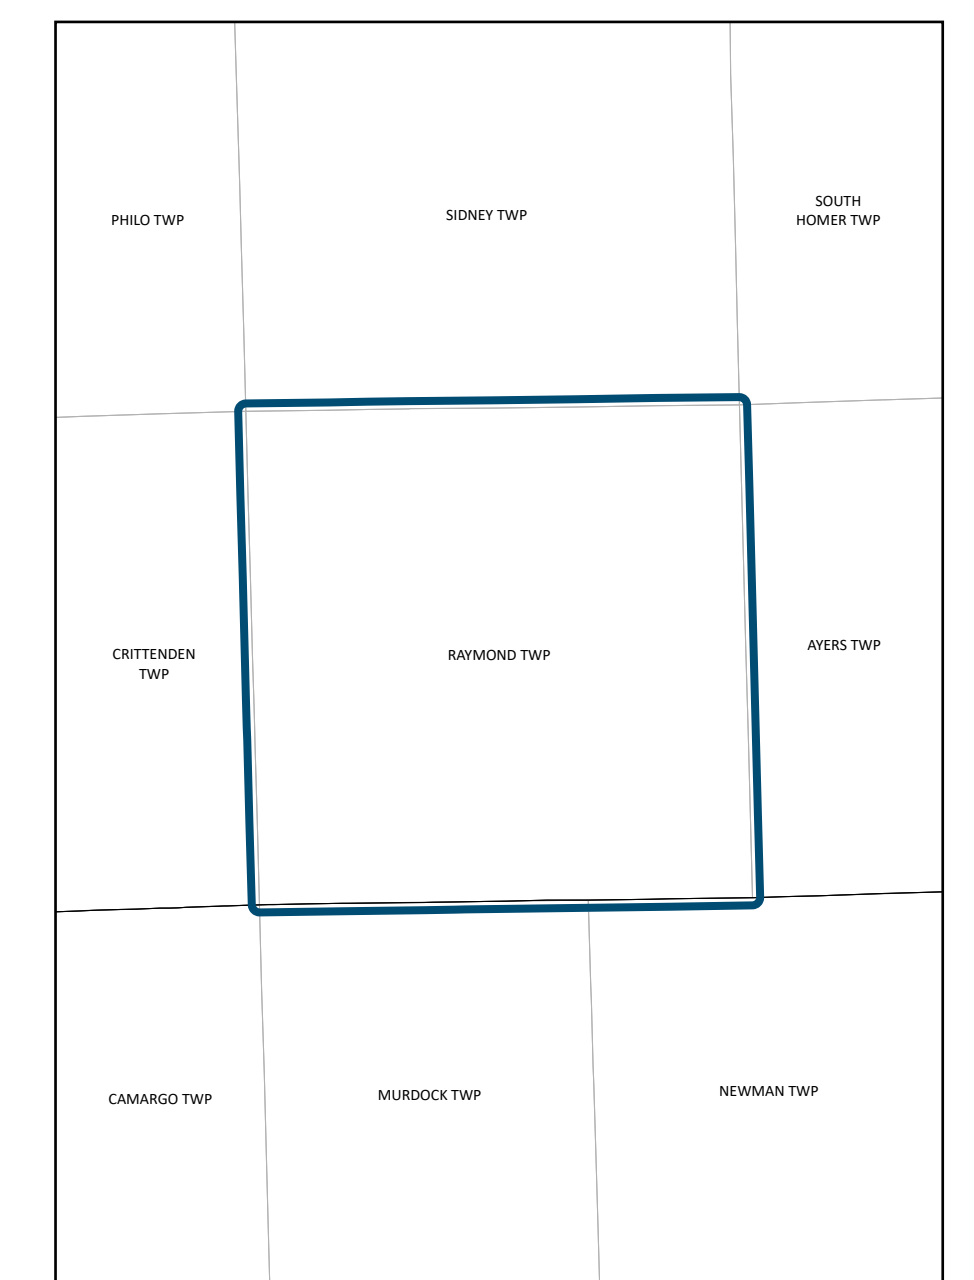 PHILO TWP
SIDNEY TWP
SOUTH
HOMER TWP
CRITTENDEN
TWP
RAYMOND TWP
AYERS TWP
CAMARGO TWP
MURDOCK TWP
NEWMAN TWP